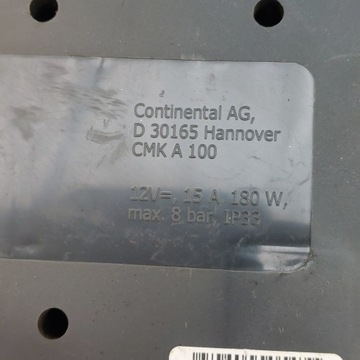 Continental AG,
D 30165 Hannover
CMK A 100
12V=, 15 A, 180 W,
max. 8 bar, IP33